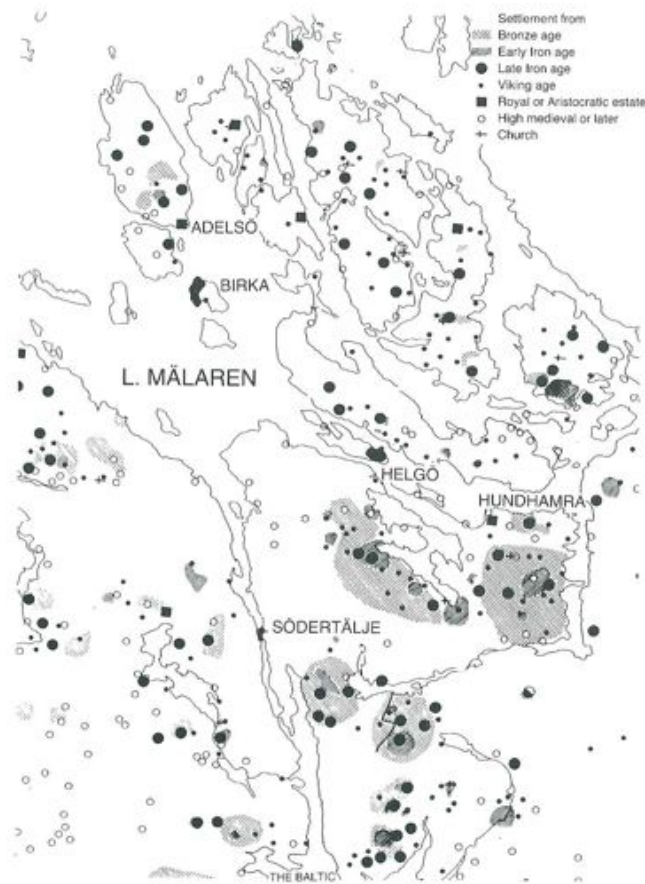 Settlement from
Bronze age
Early Iron age
Late Iron age
Viking age
Royal or Aristocratic estate
High medieval or later
Church
ADELSÖ
BIRKA
L. MÄLAREN
HELGÖ
HUNDHAMRA
SÖDERTÄLJE
THE BALTIC